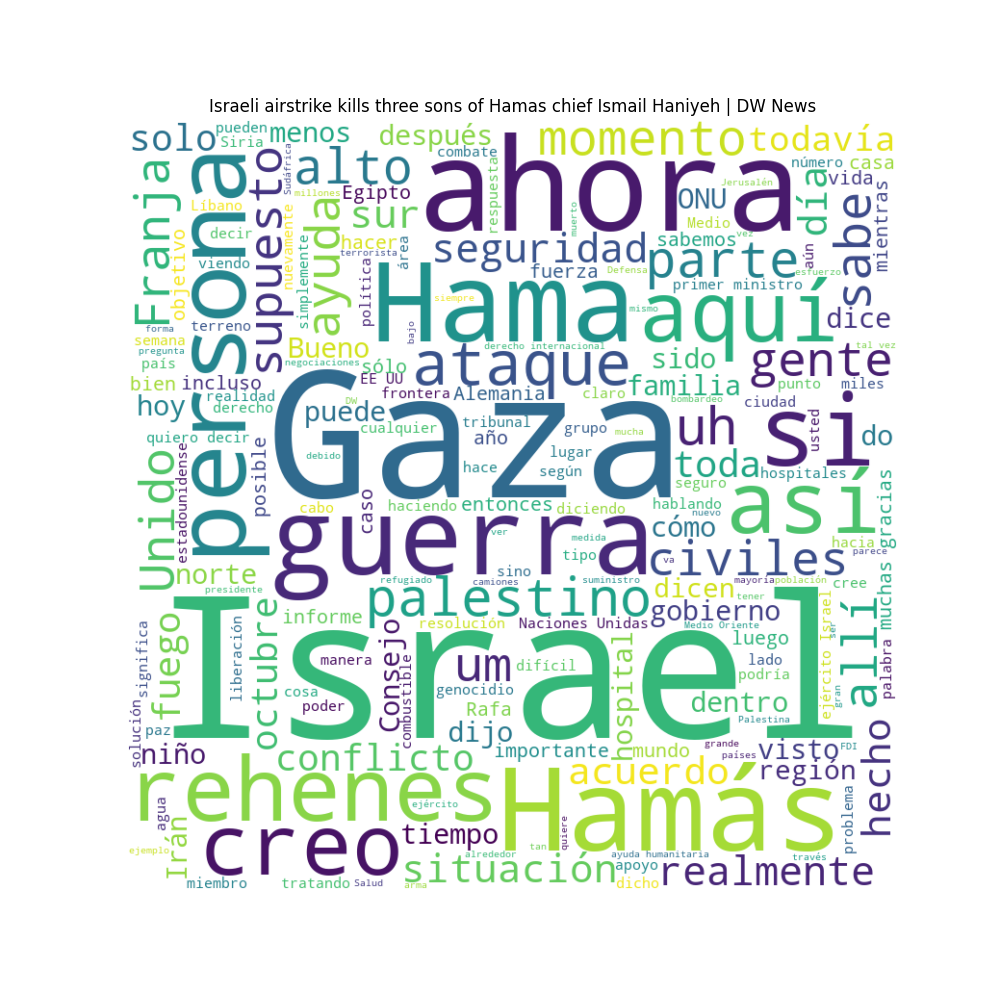 Israeli airstrike kills three sons of Hamas chief Ismail Haniyeh | DW News
solo
pueden
Siria
menos
después
combate
momento
todavía
Franja
persona
supuesto
Sudáfrica
alto
millones
Egipto
sur
ahora
respuesta
muerto
ONU
Jerusalén
número
casa
vida
día
sabe
mientras
Líbano
decir
viendo
objetivo
nuevamente
ayuda
simplemente
hacer
terrorista
política
área
seguridad
fuerza
Defensa
Medio
sabemos
vez
parte
primer ministro
aún
esfuerzo
dice
forma
terreno
semana
pregunta
país
bien
incluso
realidad
hoy
derecho
Bueno
negociaciones
sólo
bajo
siempre
Hama
mismo
aquí
derecho internacional
ataque
sido
gente
tal vez
EE UU
frontera
DW
Alemania
claro
familia
bombardeo
punto
miles
ciudad
puede
cualquier
tribunal
año
grupo
mucha
uh
si
usted
do
quiero decir
Unido
estadounidense
posible
debido
Gaza
hace
lugar
según
toda
hospitales
seguro
cabo
caso
haciendo
entonces
diciendo
hablando
nuevo
así
muchas gracias
guerra
ver
medida
tipo
cómo
va
hacia
parece
civiles
norte
presidente
refugiado
camiones
sino
suministro
dicen
mayoría
población
cree
tener
palestino
gobierno
allí
fuego
octubre
informe
resolución
Naciones Unidas
Medio Oriente
luego
ejército Israel
ser
gran
palabra
significa
liberación
manera
Consejo
combustible
um
difícil
hospital
lado
podría
solución
paz
cosa
poder
genocidio
Rafa
Israel
dentro
Palestina
dijo
niño
conflicto
importante
mundo
grande
países
visto
FDI
región
hecho
rehenes
ejército
acuerdo
agua
Irán
ejemplo
creo
tiempo
Hamás
quiere
problema
tan
alrededor
ayuda humanitaria
través
situación
apoyo
realmente
miembro
tratando
Salud
arma
dicho